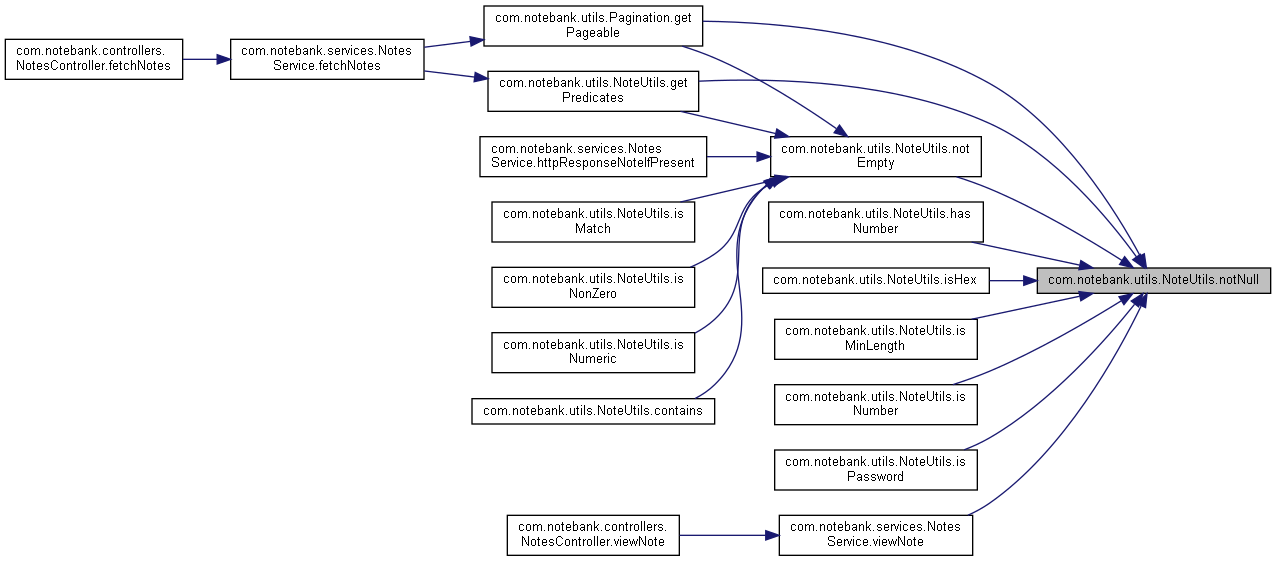 com.notebank.controllers.
NotesController.fetchNotes
com.notebank.services.Notes
Service.fetchNotes
com.notebank.utils.Pagination.get
Pageable
com.notebank.utils.NoteUtils.get
Predicates
com.notebank.services.Notes
Service.httpResponseNoteIfPresent
com.notebank.utils.NoteUtils.is
Match
com.notebank.utils.NoteUtils.is
NonZero
com.notebank.utils.NoteUtils.is
Numeric
com.notebank.utils.NoteUtils.contains
com.notebank.controllers.
NotesController.viewNote
com.notebank.utils.NoteUtils.not
Empty
com.notebank.utils.NoteUtils.has
Number
com.notebank.utils.NoteUtils.isHex
com.notebank.utils.NoteUtils.is
MinLength
com.notebank.utils.NoteUtils.is
Number
com.notebank.utils.NoteUtils.is
Password
com.notebank.services.Notes
Service.viewNote
com.notebank.utils.NoteUtils.notNull